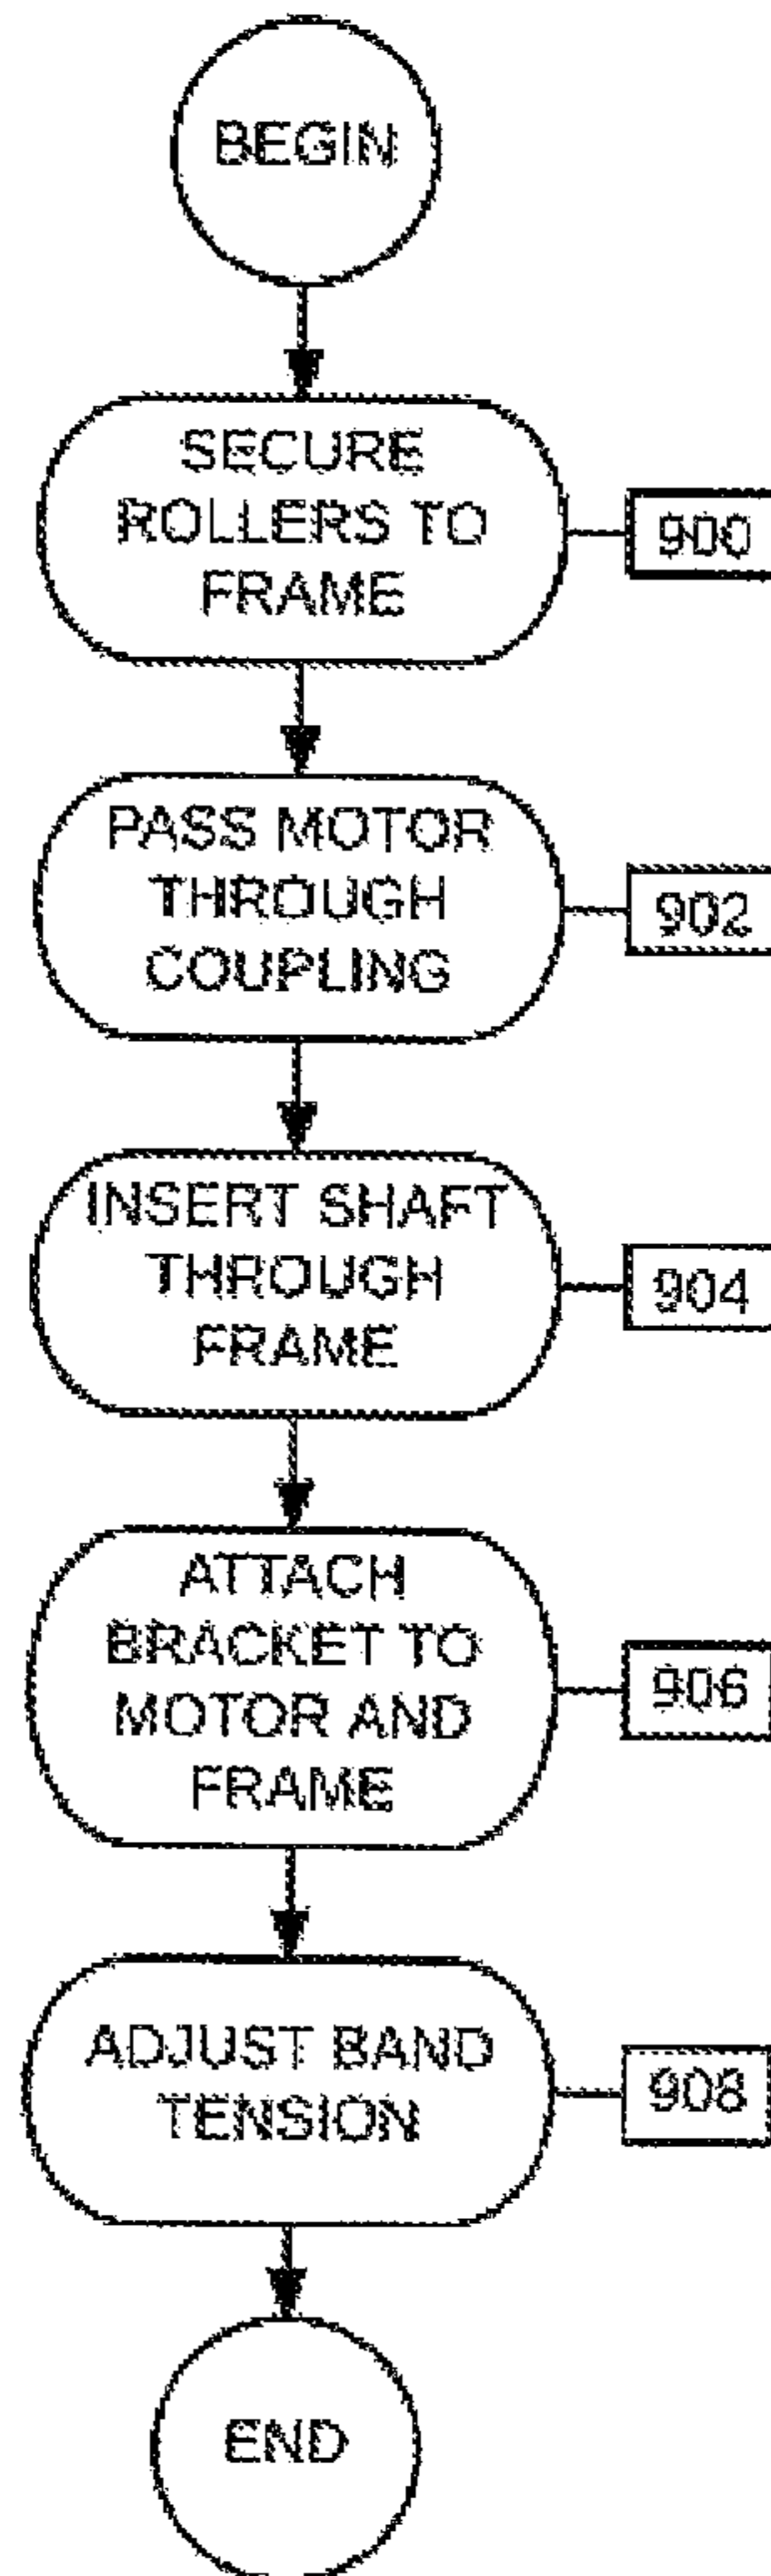 BEGIN
SECURE
ROLLERS TO
FRAME
900
PASS MOTOR
THROUGH
COUPLING
902
INSERT SHAFT
THROUGH
FRAME
904
ATTACH
BRACKET TO
MOTOR AND
FRAME
906
ADJUST BAND
TENSION
908
END